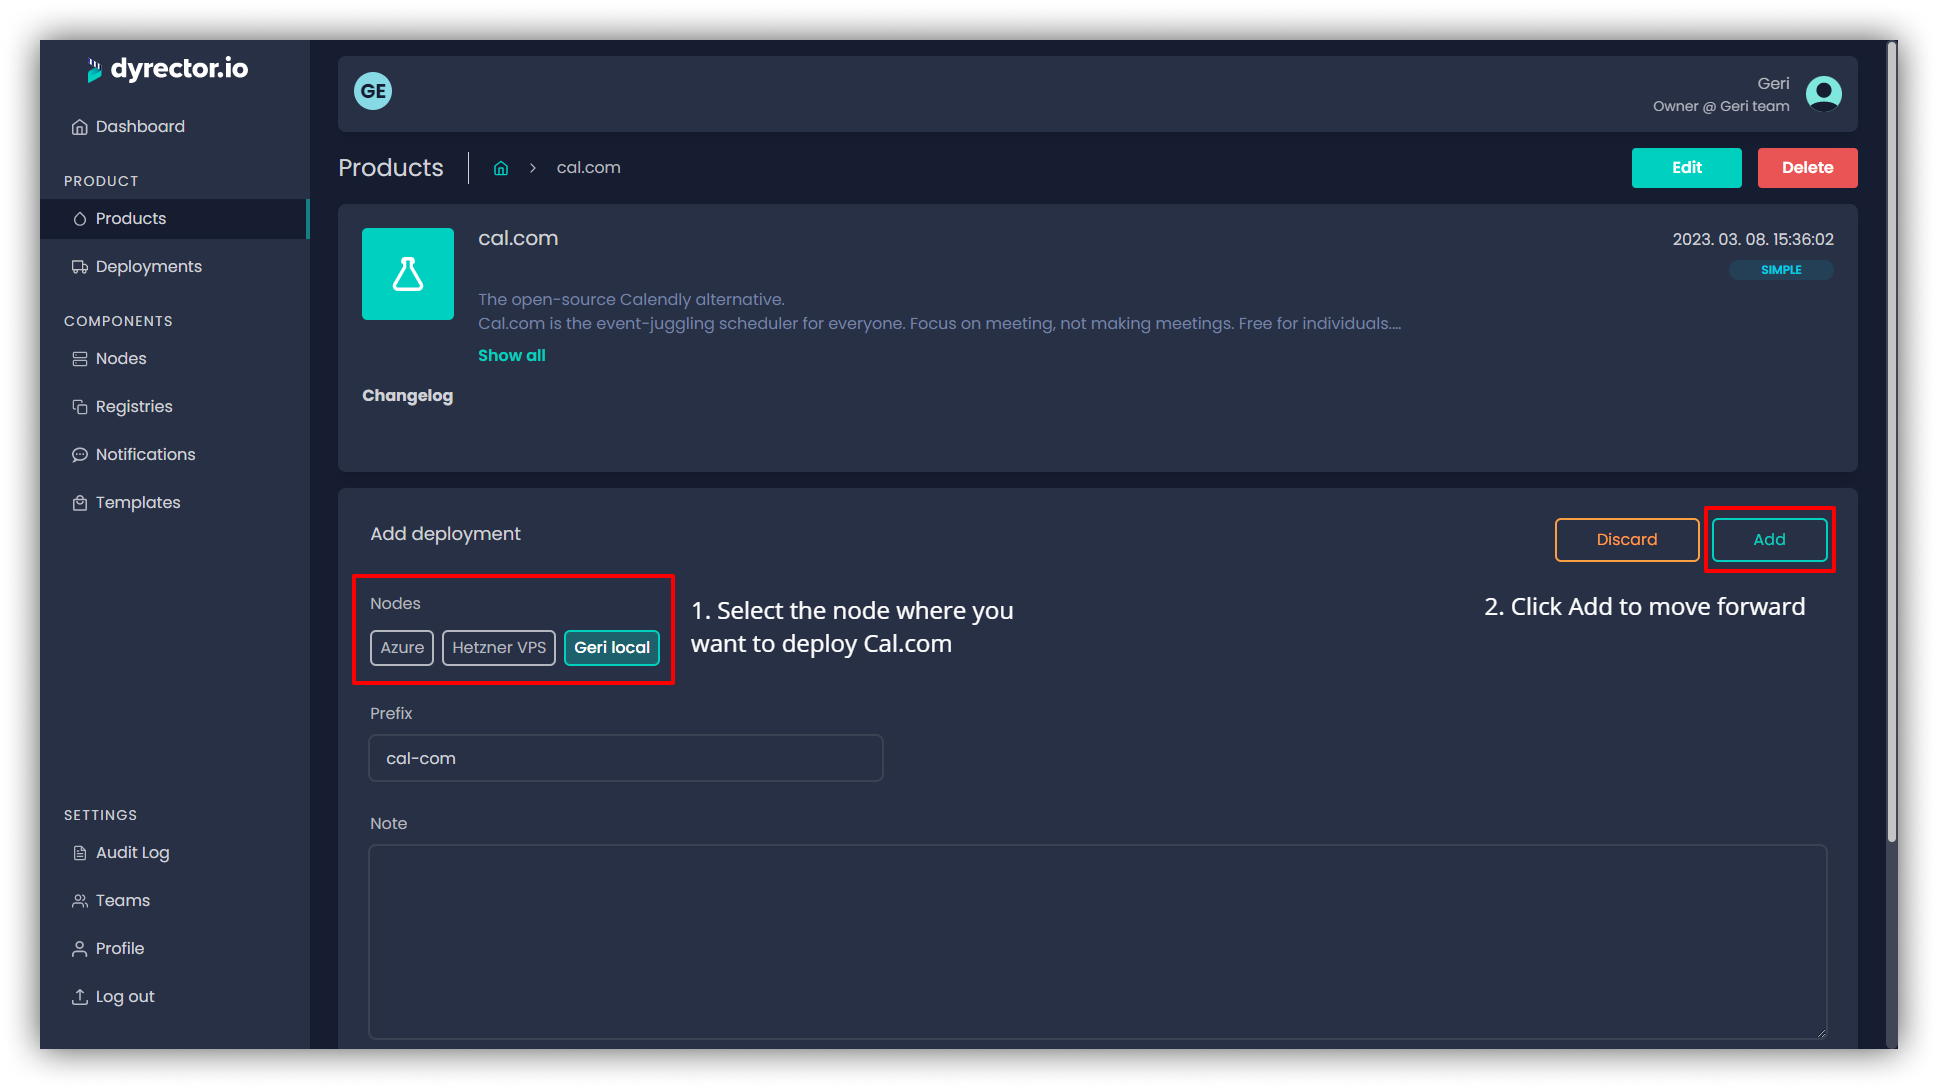 dyrector.io
Dashboard
PRODUCT
Products
Deployments
COMPONENTS
Nodes
Registries
Notifications
Templates
SETTINGS
Audit Log
Teams
Profile
Log out
GE
Geri
Owner @ Geri team
Products
cal.com
Edit
Delete
cal.com
2023. 03. 08. 15:36:02
SIMPLE
The open-source Calendly alternative.
Cal.com is the event-juggling scheduler for everyone. Focus on meeting, not making meetings. Free for individuals....
Show all
Changelog
Add deployment
Discard
Add
Nodes
Azure
Hetzner VPS
Geri local
1. Select the node where you
want to deploy Cal.com
2. Click Add to move forward
Prefix
cal-com
Note